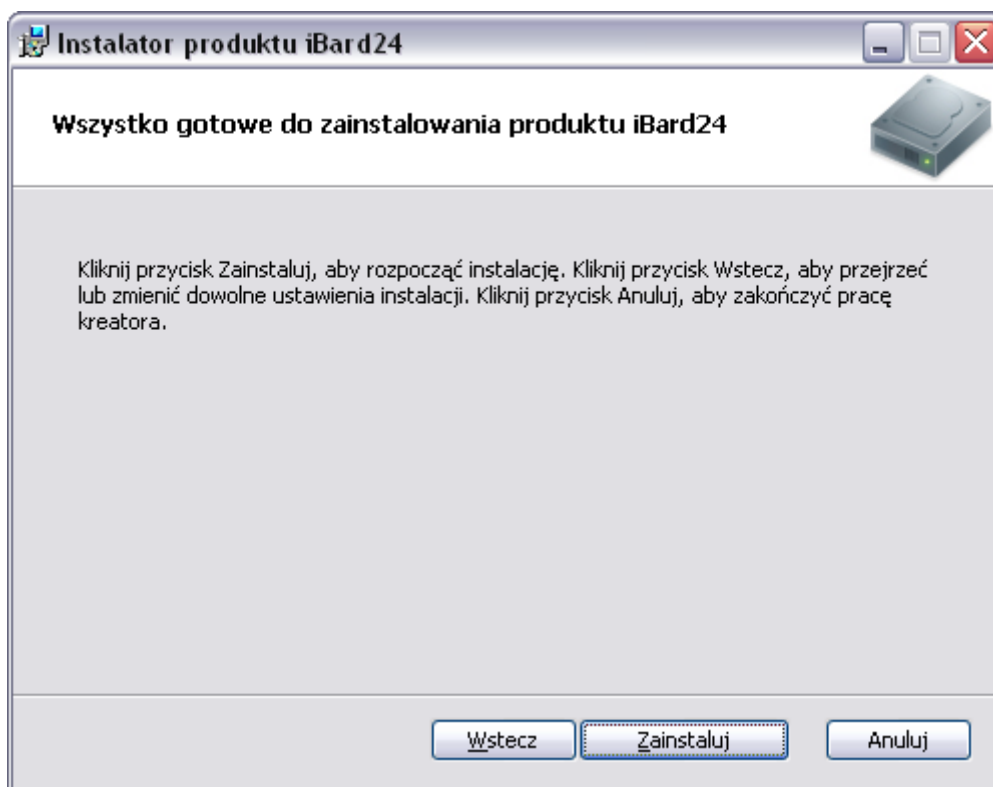 Instalator produktu iBard24
Wszystko gotowe do zainstalowania produktu iBard24
Kliknij przycisk Zainstaluj, aby rozpocząć instalację. Kliknij przycisk Wstecz, aby przejrzeć
lub zmienić dowolne ustawienia instalacji. Kliknij przycisk Anuluj, aby zakończyć pracę
kreatora.
Wstecz Zainstaluj Anuluj